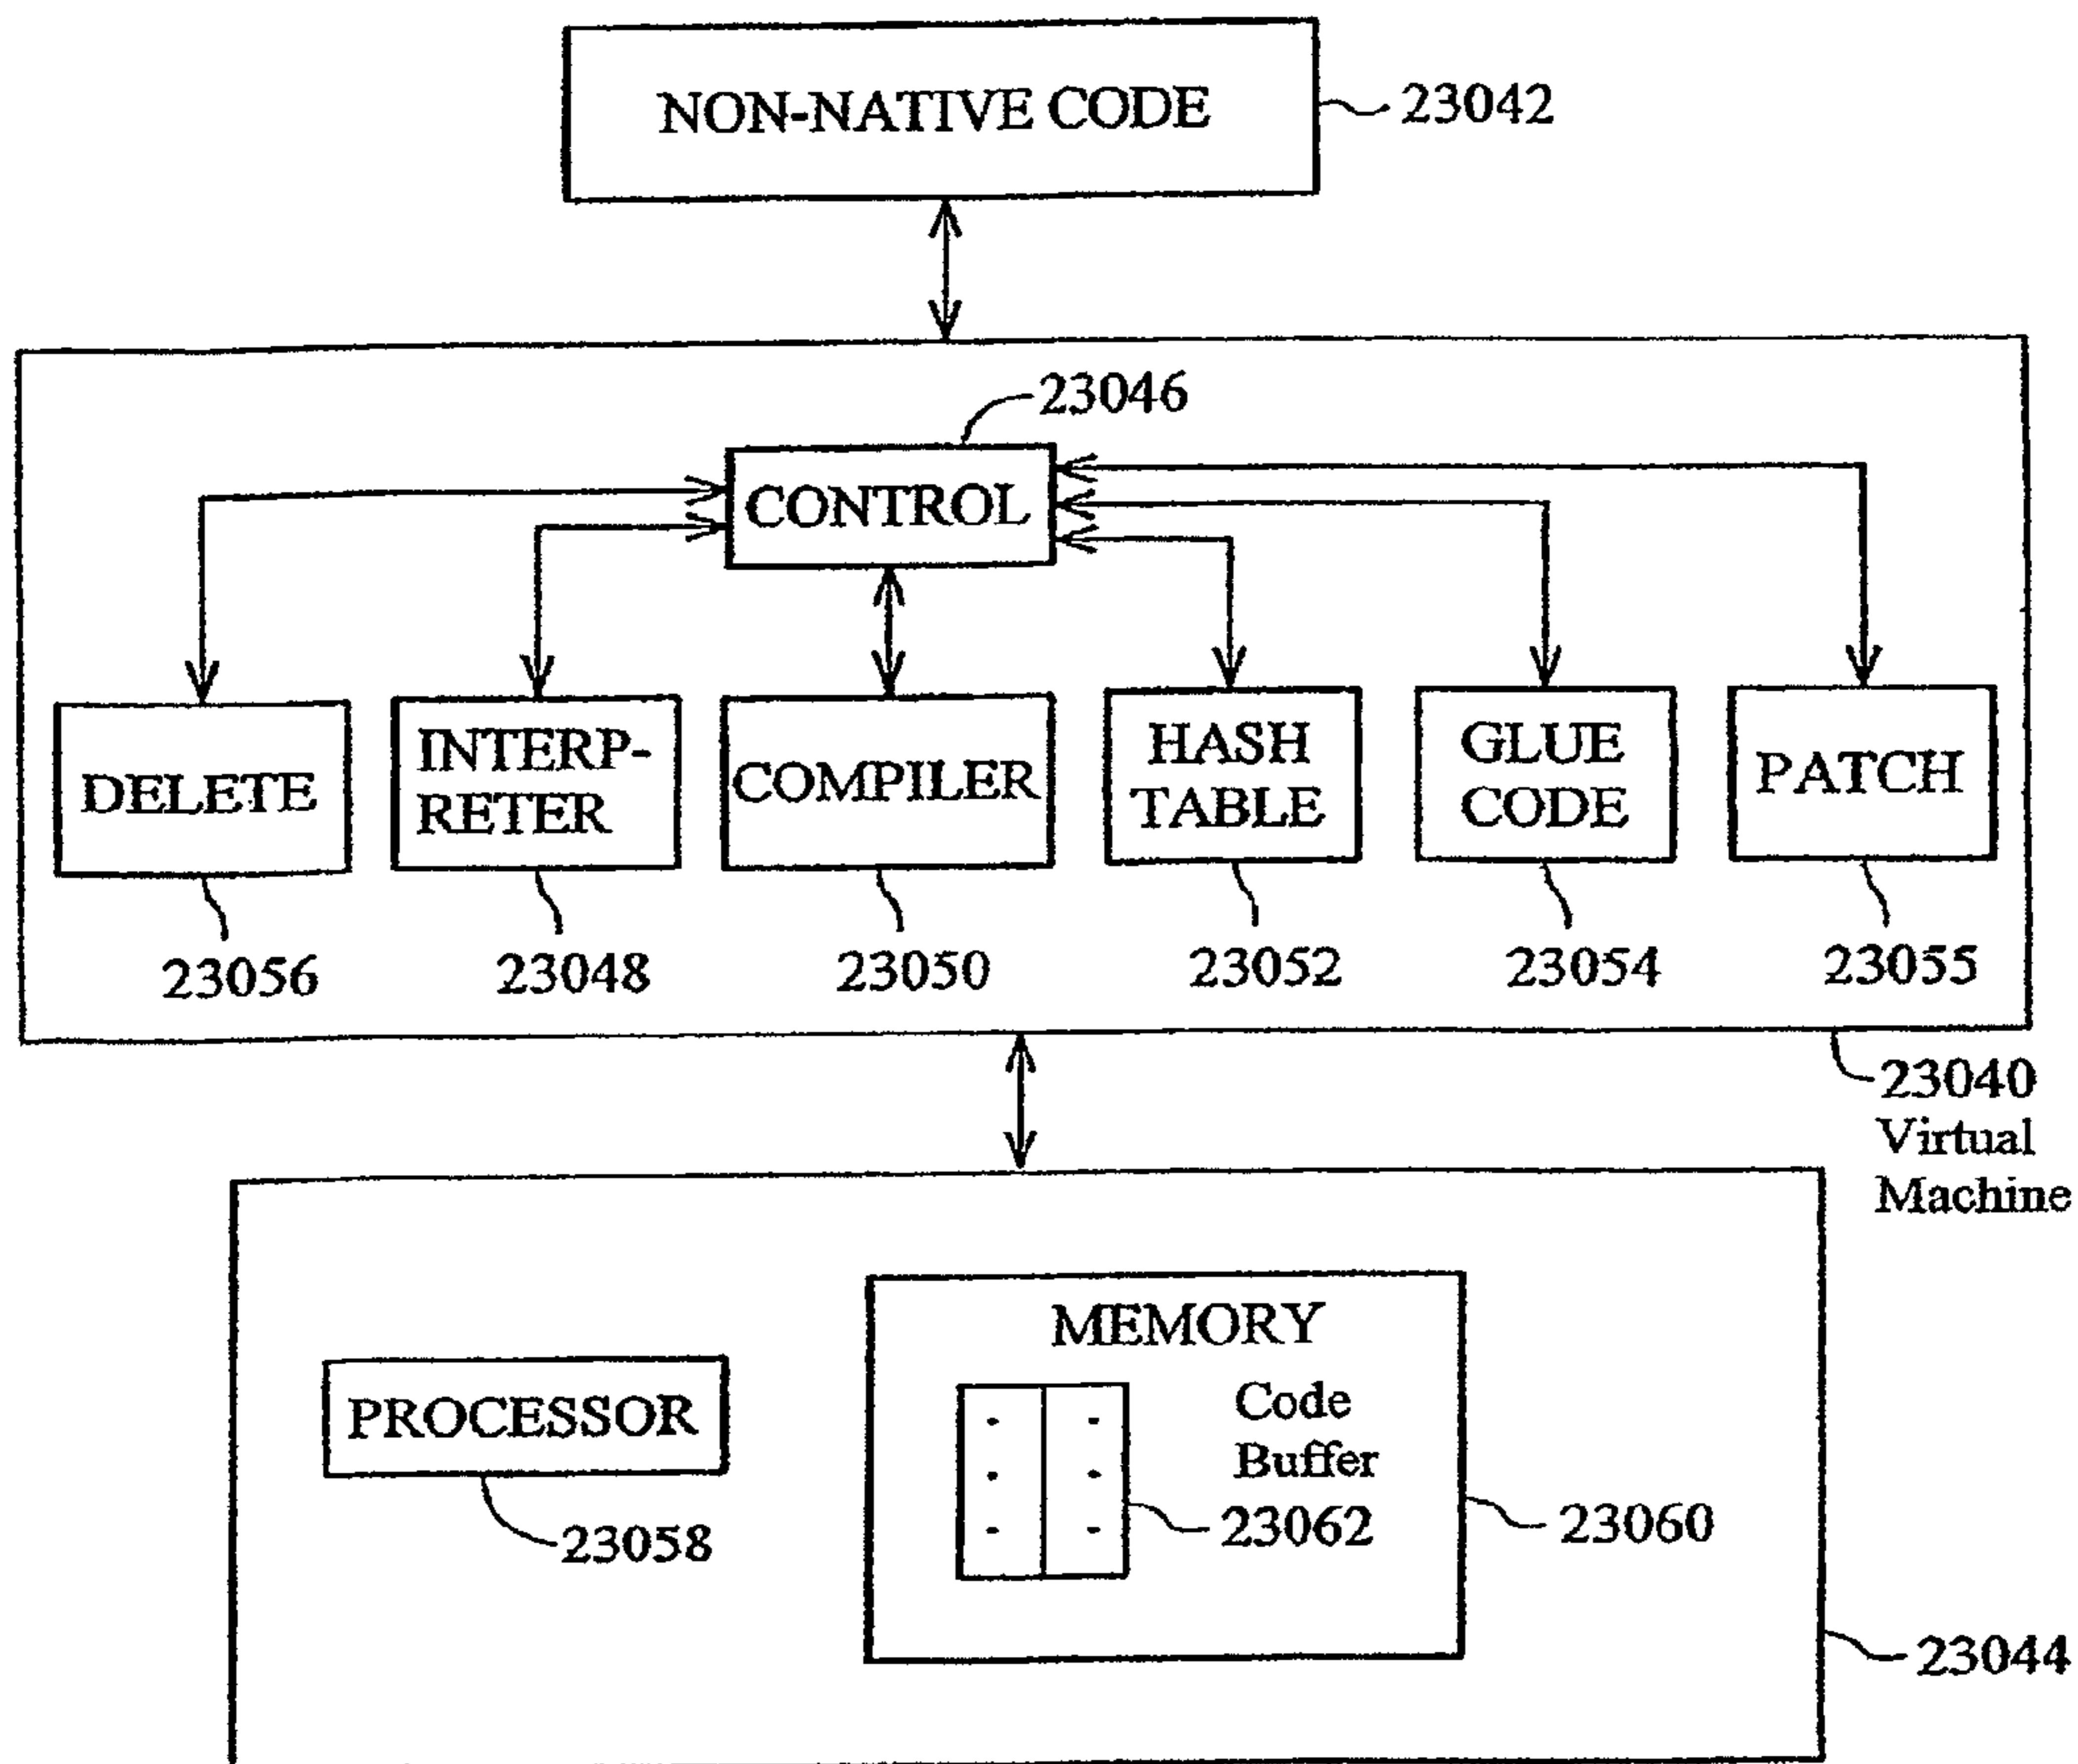 NON-NATIVE CODE
23042
23046
CONTROL
DELETE
INTERP-
RETER
COMPILER
HASH
TABLE
GLUE
CODE
PATCH
23056
23048
23050
23052
23054
23055
23040
Virtual
Machine
MEMORY
Code
Buffer
23062
PROCESSOR
23058
23060
23044